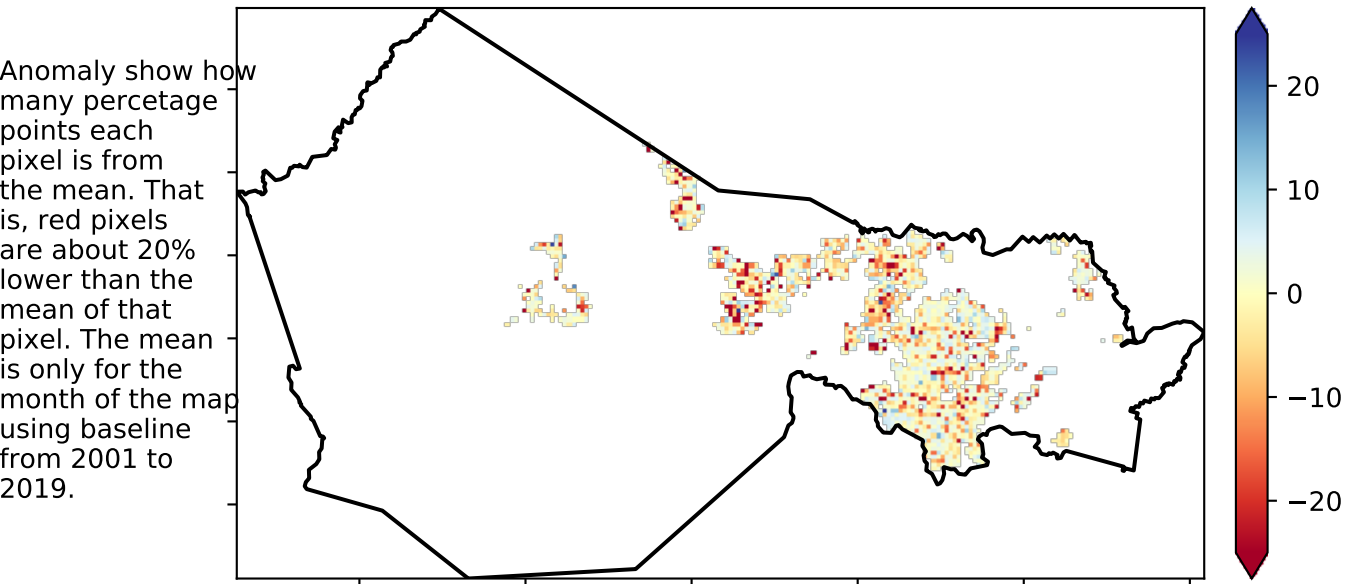 Anomaly show how
many percetage
points each
pixel is from
the mean. That
is, red pixels
are about 20%
lower than the
mean of that
pixel. The mean
is only for the
month of the map
using baseline
from 2001 to
2019.
20
10
0
−10
−20